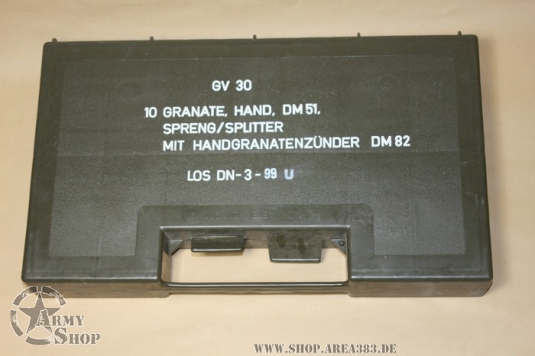 GV 30
10 GRANATE, HAND, DM 51,
SPRENG/SPLITTER
MIT HANDGRANATENZÜNDER DM 82
LOS DN-3-99 U
ARMY
SHOP
WWW.SHOP.AREA383.DE